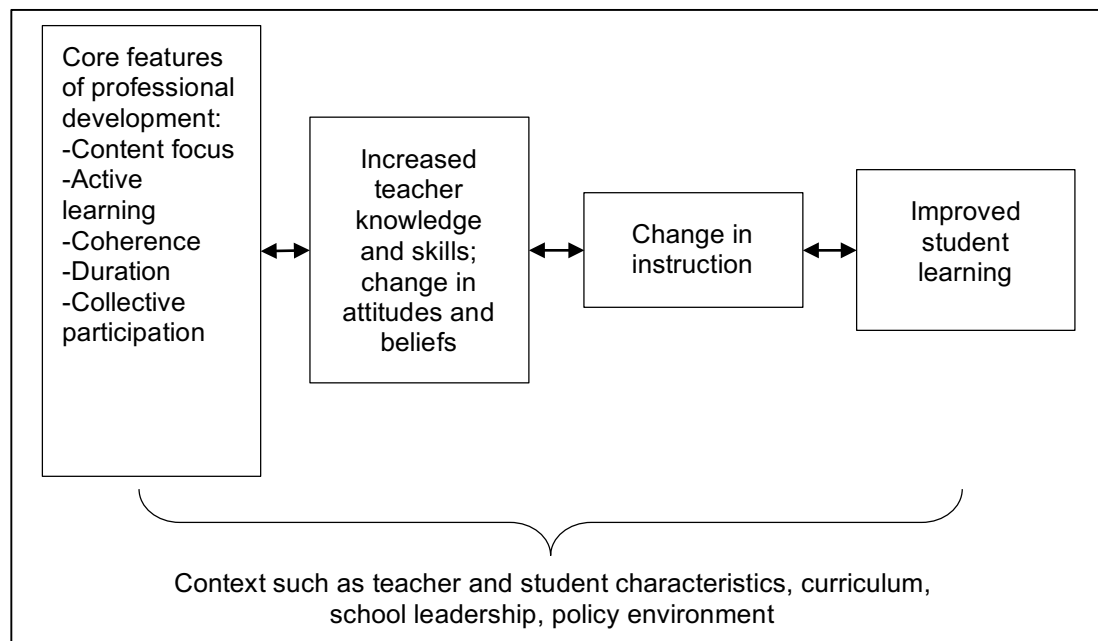 Core features
of professional
development:
-Content focus
-Active
learning
-Coherence
-Duration
-Collective
participation
Increased
teacher
knowledge
and skills;
change in
attitudes and
beliefs
Change in
instruction
Improved
student
learning
Context such as teacher and student characteristics, curriculum,
school leadership, policy environment